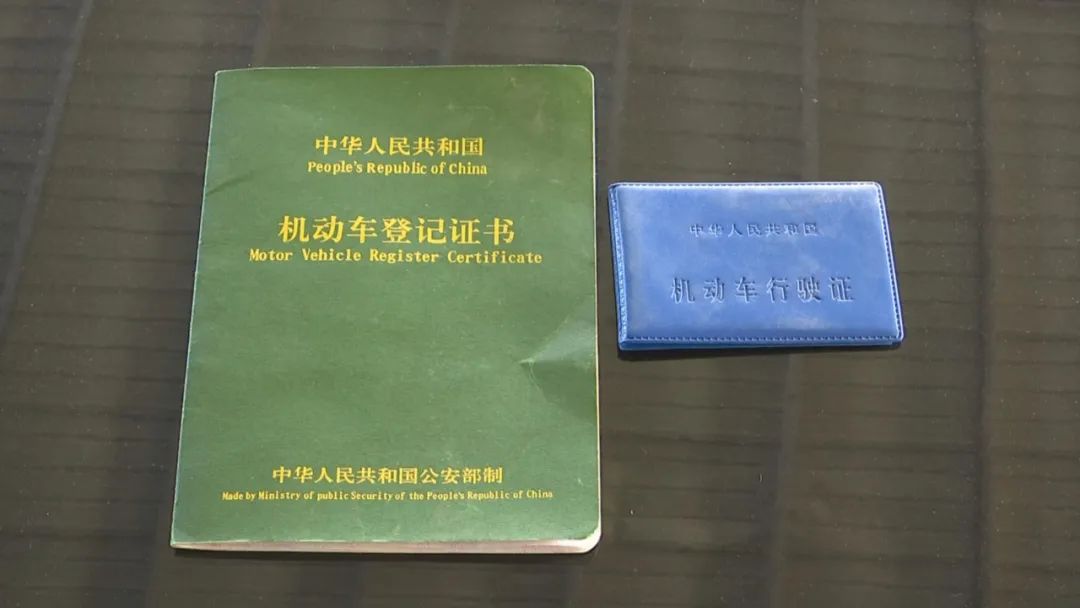 中华人民共和国
People's Republic of China
机动车登记证书
Motor Vehicle Register Certificate
中华人民共和国公安部制
Made by Ministry of public Security of the People's Republic of China
中华人民共和国
机动车行驶证